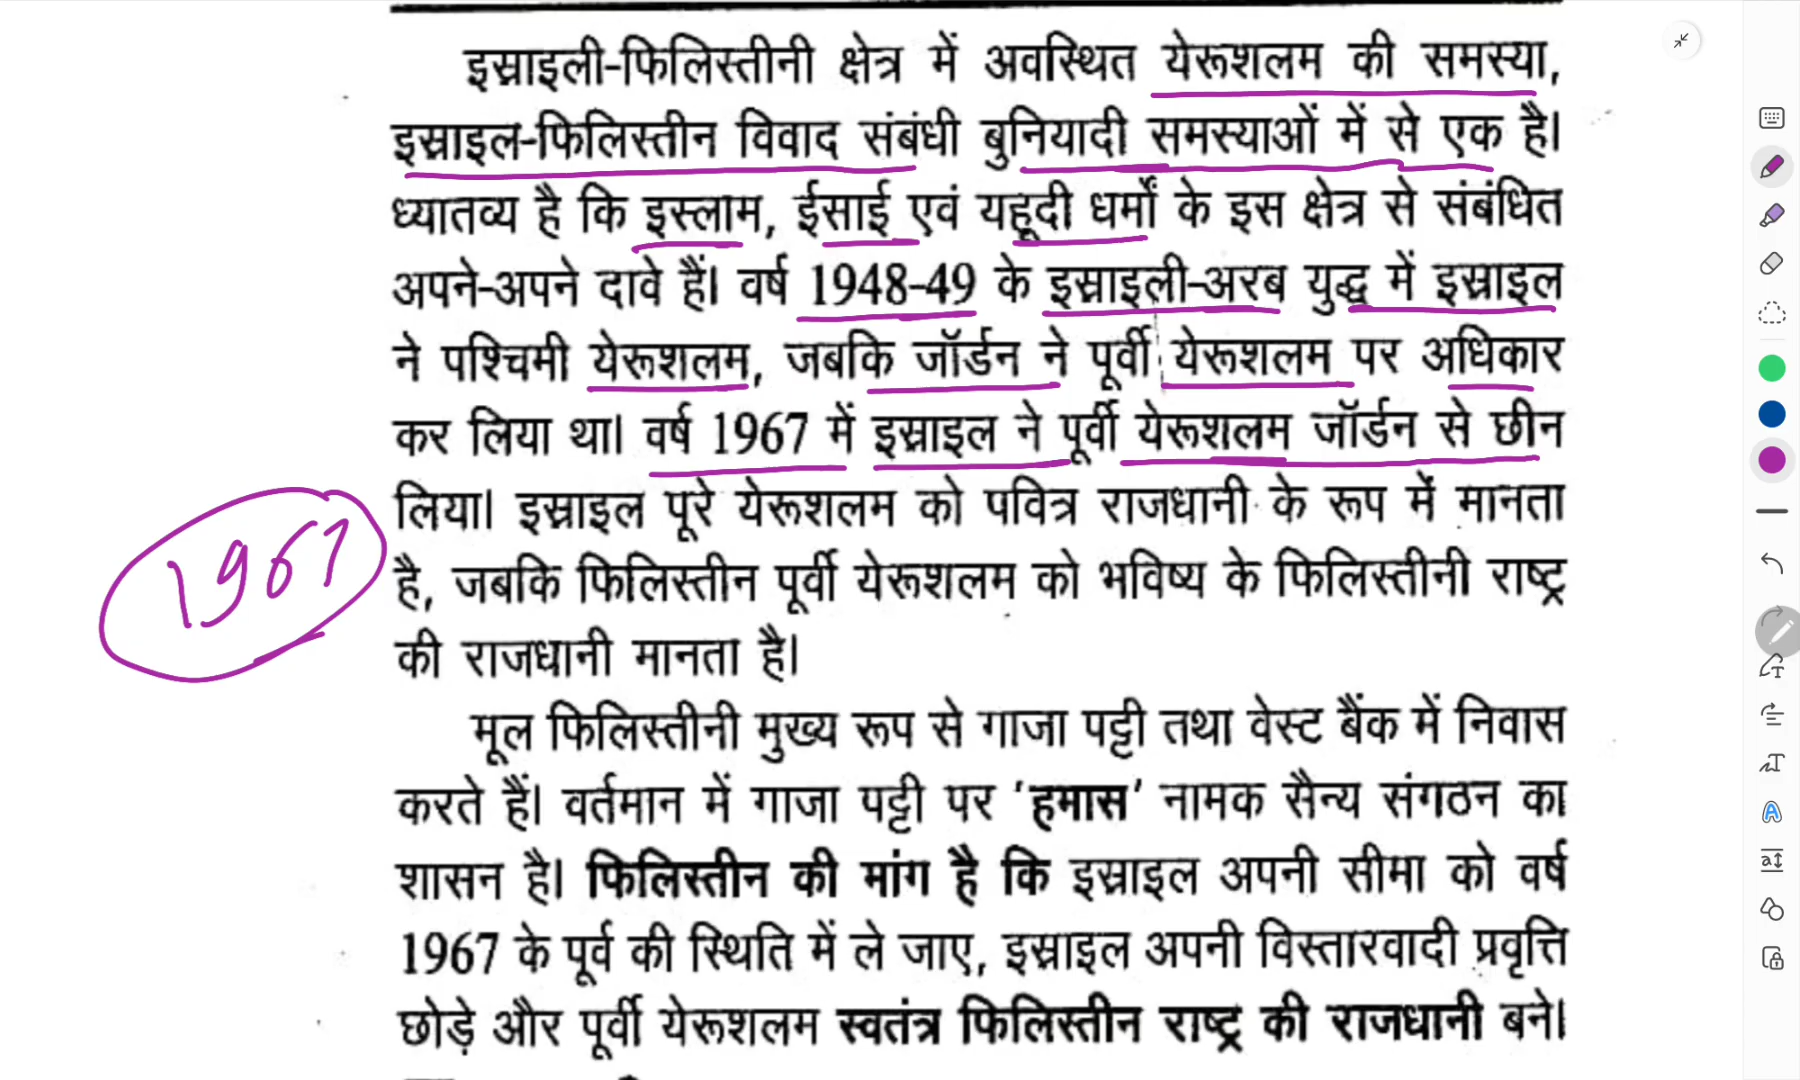 इस्राइली-फिलिस्तीनी क्षेत्र में अवस्थित येरूशलम की समस्या,
इस्राइल-फिलिस्तीन विवाद संबंधी बुनियादी समस्याओं में से एक है।
ध्यातव्य है कि इस्लाम, ईसाई एवं यहूदी धर्मों के इस क्षेत्र से संबंधित
अपने-अपने दावे हैं। वर्ष 1948-49 के इस्राइली-अरब युद्ध में इस्राइल
ने पश्चिमी येरूशलम, जबकि जॉर्डन ने पूर्वी येरूशलम पर अधिकार
कर लिया था। वर्ष 1967 में इस्राइल ने पूर्वी येरूशलम जॉर्डन से छीन
लिया। इस्राइल पूरे येरूशलम को पवित्र राजधानी के रूप में मानता
1967
है, जबकि फिलिस्तीन पूर्वी येरूशलम को भविष्य के फिलिस्तीनी राष्ट्र
की राजधानी मानता है।
मूल फिलिस्तीनी मुख्य रूप से गाजा पट्टी तथा वेस्ट बैंक में निवास
करते हैं। वर्तमान में गाजा पट्टी पर 'हमास' नामक सैन्य संगठन का
शासन है। फिलिस्तीन की मांग है कि इस्राइल अपनी सीमा को वर्ष
1967 के पूर्व की स्थिति में ले जाए, इस्राइल अपनी विस्तारवादी प्रवृत्ति
छोड़े और पूर्वी येरूशलम स्वतंत्र फिलिस्तीन राष्ट्र की राजधानी बने।